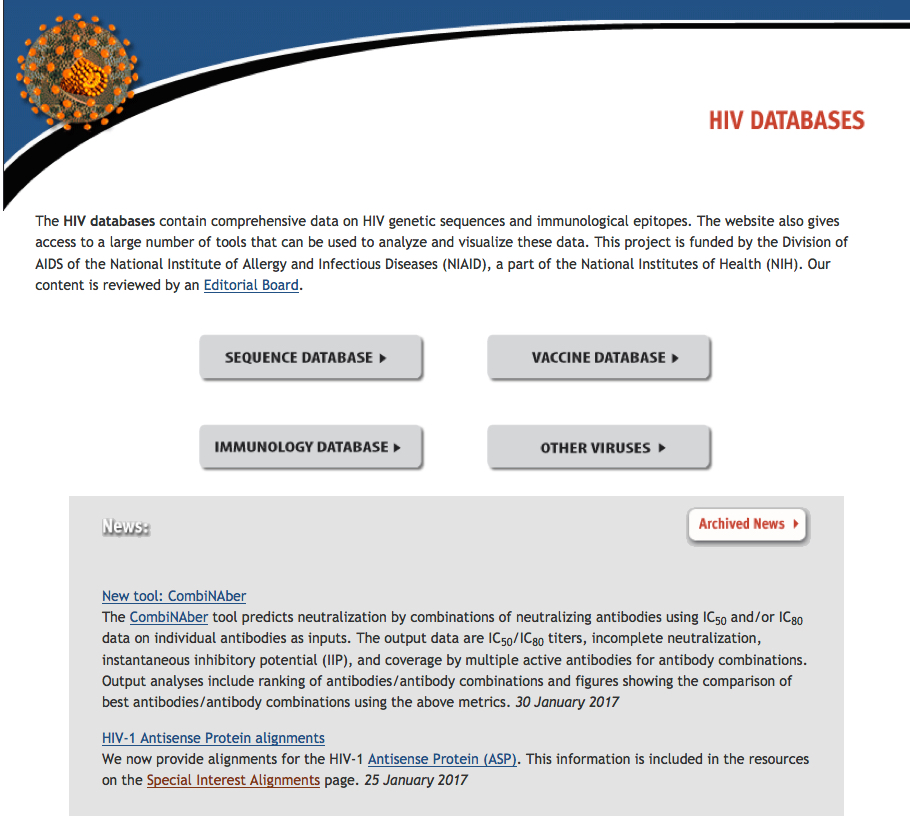 HIV DATABASES
The HIV databases contain comprehensive data on HIV genetic sequences and immunological epitopes. The website also gives
access to a large number of tools that can be used to analyze and visualize these data. This project is funded by the Division of
AIDS of the National Institute of Allergy and Infectious Diseases (NIAID), a part of the National Institutes of Health (NIH). Our
content is reviewed by an Editorial Board.
SEQUENCE DATABASE ▸
VACCINE DATABASE ▸
IMMUNOLOGY DATABASE ▸
OTHER VIRUSES ▸
News:
Archived News ▸
New tool: CombiNAber
The CombiNAber tool predicts neutralization by combinations of neutralizing antibodies using IC50 and/or IC80
data on individual antibodies as inputs. The output data are IC50/IC80 titers, incomplete neutralization,
instantaneous inhibitory potential (IIP), and coverage by multiple active antibodies for antibody combinations.
Output analyses include ranking of antibodies/antibody combinations and figures showing the comparison of
best antibodies/antibody combinations using the above metrics. 30 January 2017
HIV-1 Antisense Protein alignments
We now provide alignments for the HIV-1 Antisense Protein (ASP). This information is included in the resources
on the Special Interest Alignments page. 25 January 2017